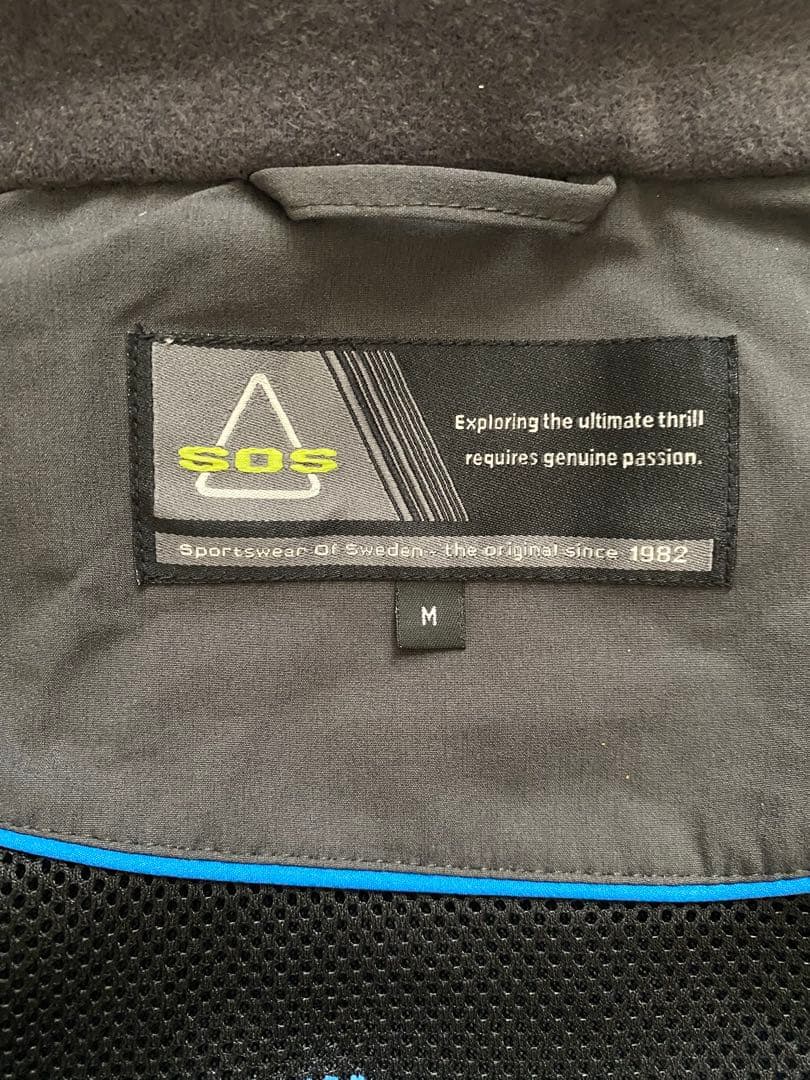 SOS
Exploring the ultimate thrill
requires genuine passion.
Sportswear Of Sweden - the original since 1982
M